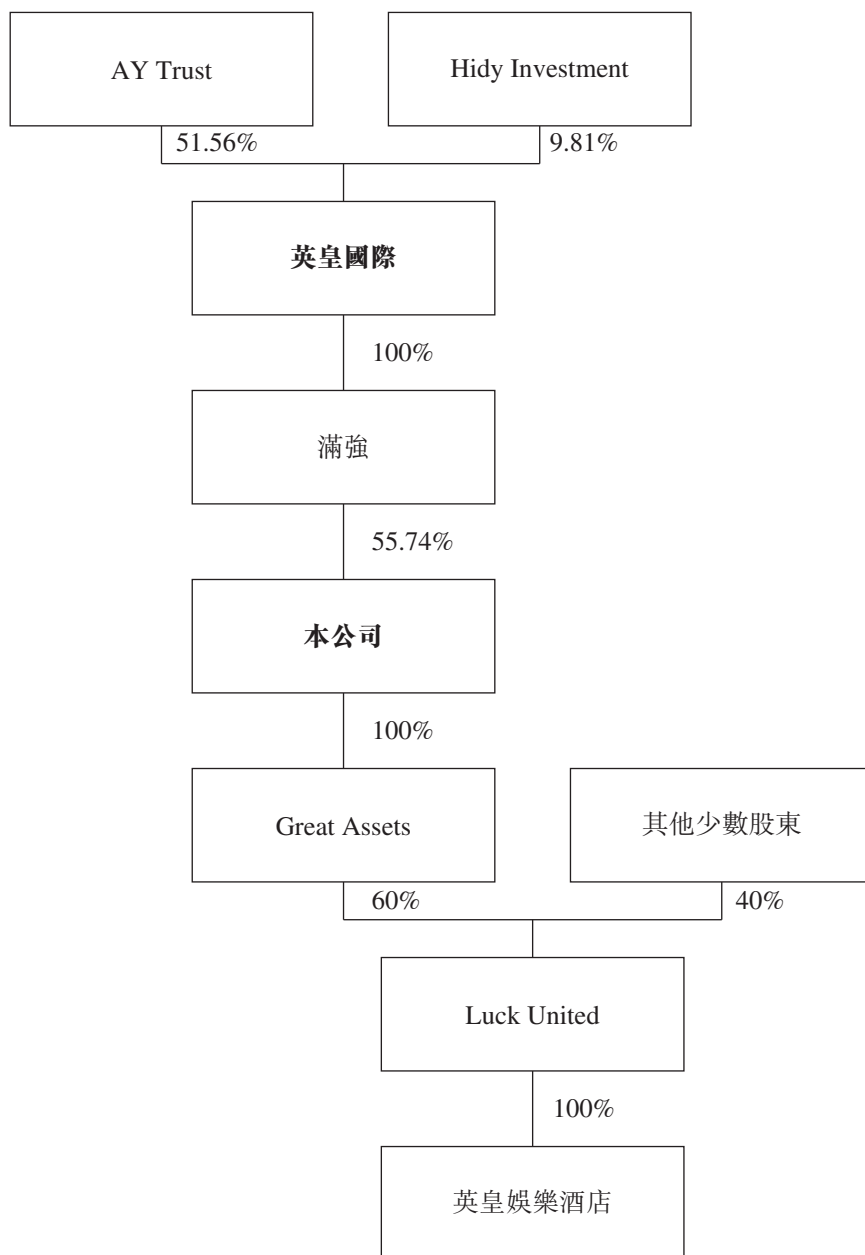 AY Trust
Hidy Investment
51.56%
9.81%
英皇國際
100%
滿強
55.74%
本公司
100%
Great Assets
其他少數股東
60%
40%
Luck United
100%
英皇娛樂酒店